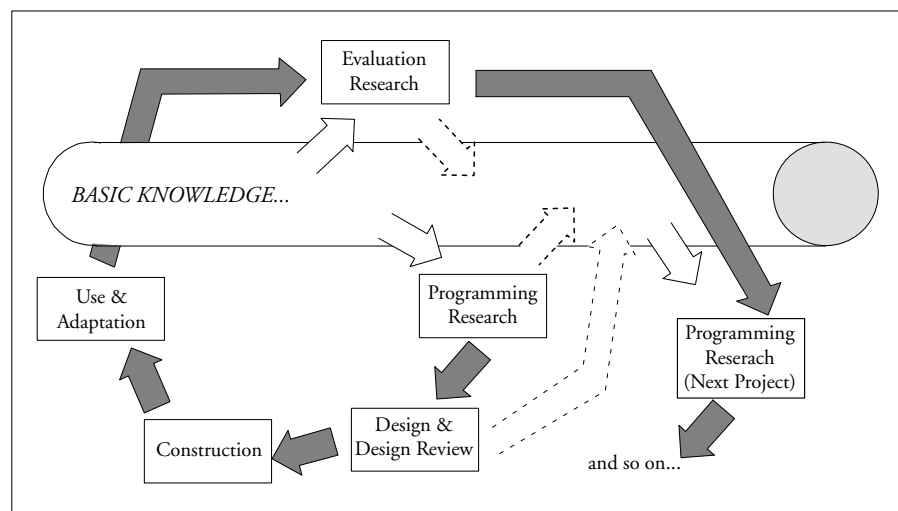 Evaluation
Research
BASIC KNOWLEDGE...
Use &
Adaptation
Programming
Research
Programming
Reserach
(Next Project)
Design &
Design Review
Construction
and so on...